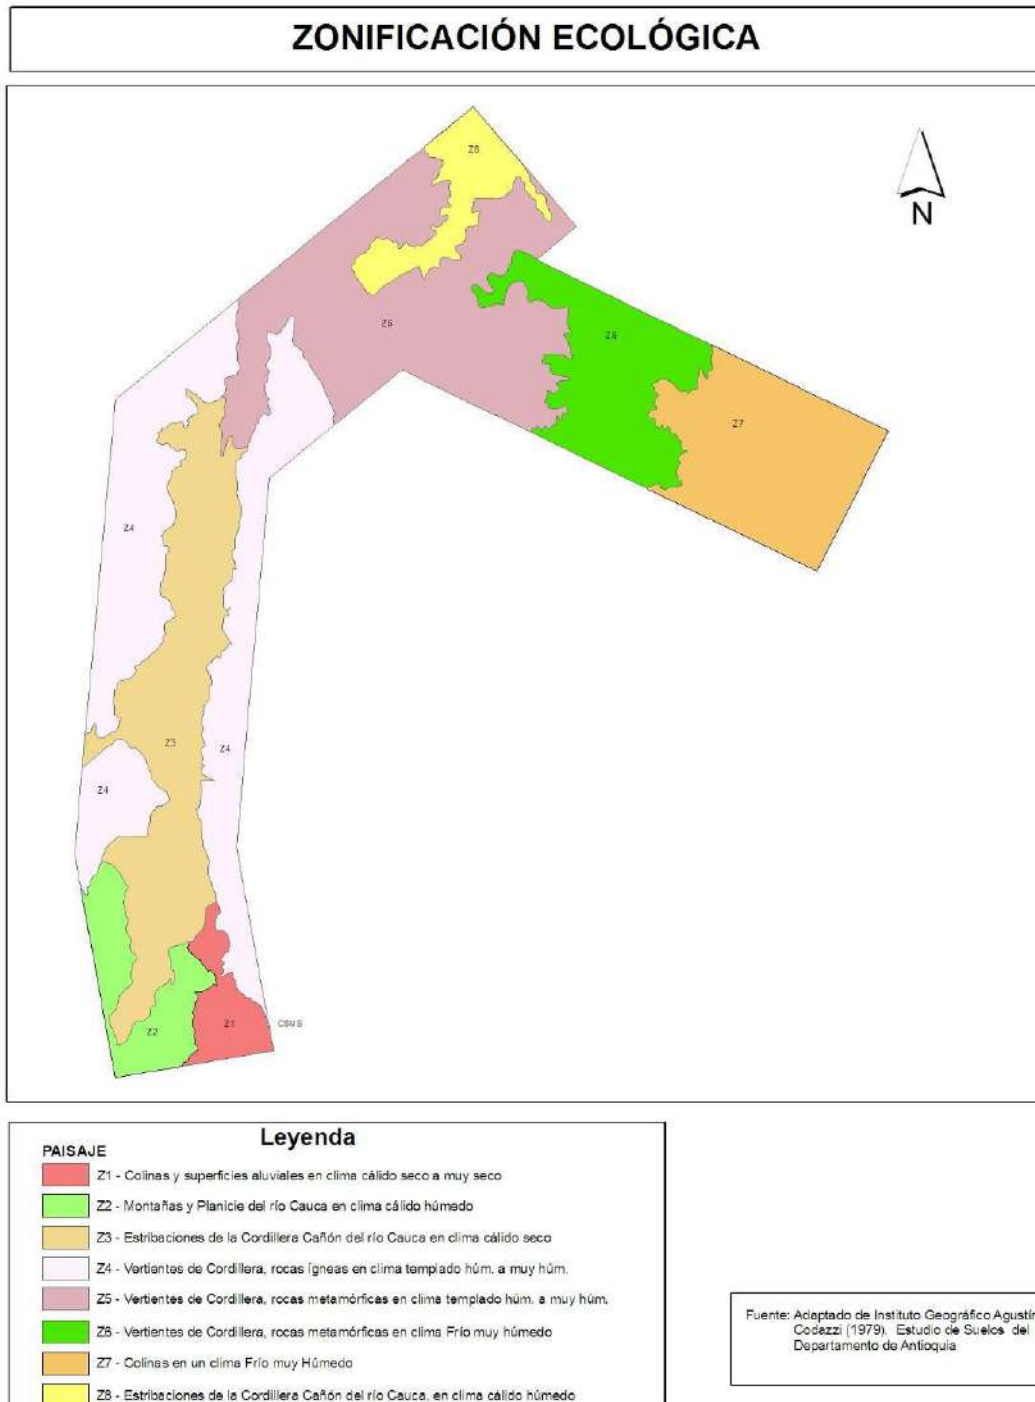 ZONIFICACIÓN ECOLÓGICA
Z8
N
Z5
Z6
Z7
Z4
Z3
Z4
Z4
Z1
CSN S
Z2
Leyenda
PAISAJE
Z1 - Colinas y superficies aluviales en clima cálido seco a muy seco
Z2 - Montañas y Planicie del río Cauca en clima cálido húmedo
Z3 - Estribaciones de la Cordillera Cañón del río Cauca en clima cálido seco
Z4 - Vertientes de Cordillera, rocas ígneas en clima templado húm. a muy húm.
Z5 - Vertientes de Cordillera, rocas metamórficas en clima templado húm. a muy húm.
Z6 - Vertientes de Cordillera, rocas metamórficas en clima Frío muy húmedo
Z7 - Colinas en un clima Frío muy Húmedo
Z8 - Estribaciones de la Cordillera Cañón del río Cauca, en clima cálido húmedo
Fuente: Adaptado de Instituto Geográfico Agustín
Codazzi (1979). Estudio de Suelos del
Departamento de Antioquia